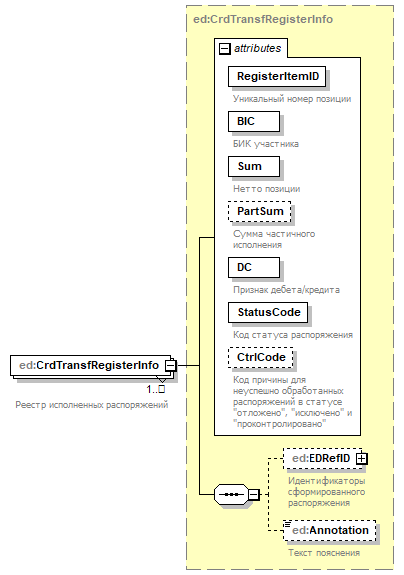 ed:CrdTransfRegisterInfo
attributes
RegisterItemID
Уникальный номер позиции
BIC
БИК участника
Sum
Нетто позиции
PartSum
Сумма частичного
исполнения
DC
Признак дебета/кредита
StatusCode
Код статуса распоряжения
CtrlCode
Код причины для
неуспешно обработанных
распоряжений в статусе
"отложено", "исключено" и
"проконтролировано"
ed:CrdTransfRegisterInfo
1..
Реестр исполненных распоряжений
ed:EDRefID
Идентификаторы
сформированного
распоряжения
ed:Annotation
Текст пояснения